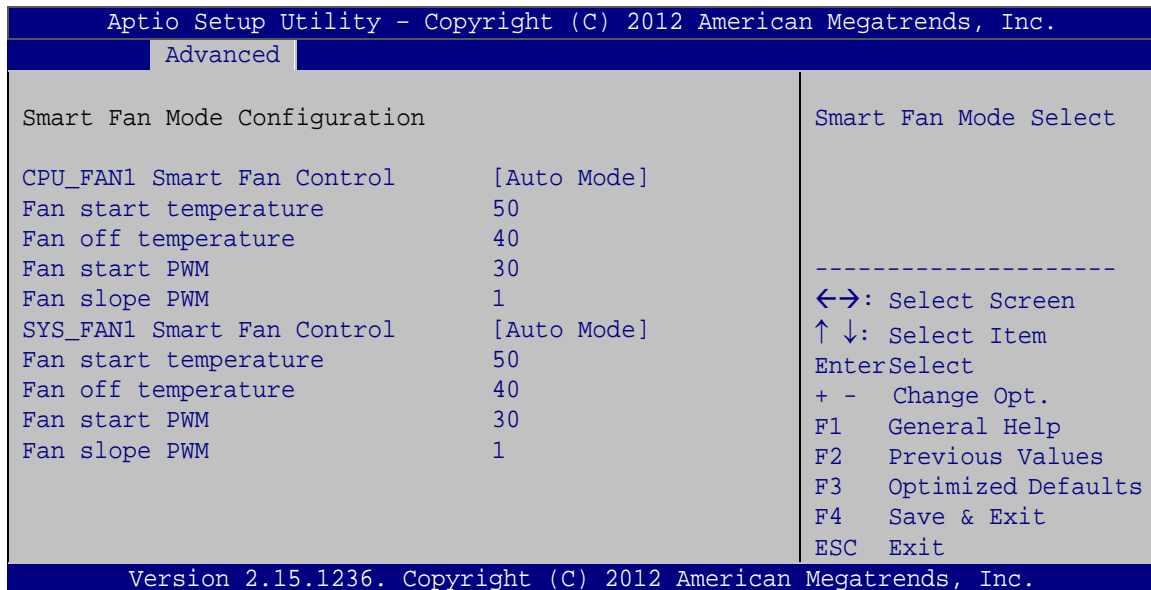 Aptio Setup Utility – Copyright (C) 2012 American Megatrends, Inc.
Advanced
Smart Fan Mode Configuration
CPU_FAN1 Smart Fan Control [Auto Mode]
Fan start temperature 50
Fan off temperature 40
Fan start PWM 30
Fan slope PWM 1
SYS_FAN1 Smart Fan Control [Auto Mode]
Fan start temperature 50
Fan off temperature 40
Fan start PWM 30
Fan slope PWM 1
Smart Fan Mode Select
---------------------
←→: Select Screen
↑ ↓: Select Item
EnterSelect
+ - Change Opt.
F1 General Help
F2 Previous Values
F3 Optimized Defaults
F4 Save & Exit
ESC Exit
Version 2.15.1236. Copyright (C) 2012 American Megatrends, Inc.